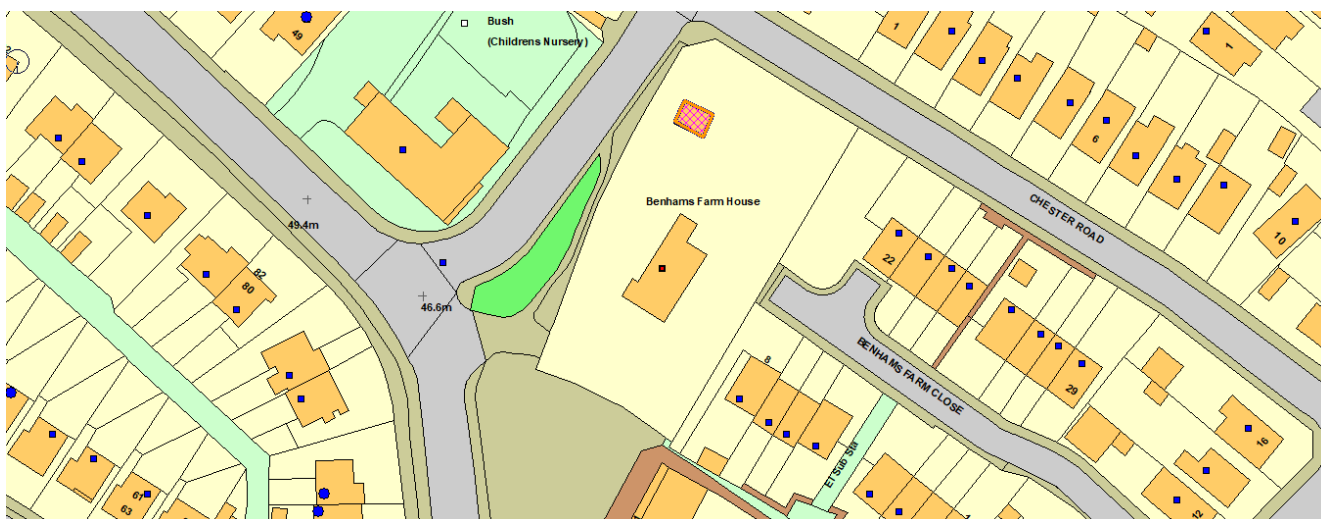 49
Bush
(Childrens Nursery)
1
1
6
10
CHESTER ROAD
Benhams Farm House
49.4m
46.6m
82
80
22
29
8
BENHAMS FARM CLOSE
16
12
El Sub Sta
61
63